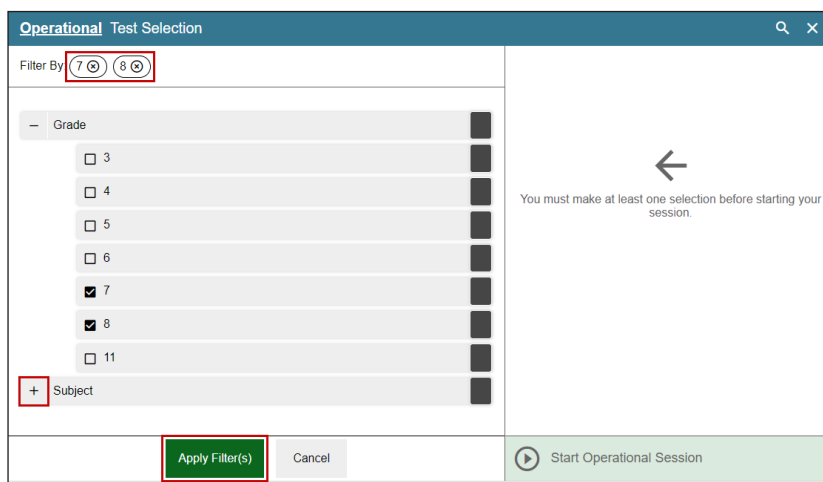 Operational Test Selection
Filter By: 7 8
Grade
3
4
5
6
7
8
11
Subject
Apply Filter(s)
Cancel
You must make at least one selection before starting your
session.
Start Operational Session